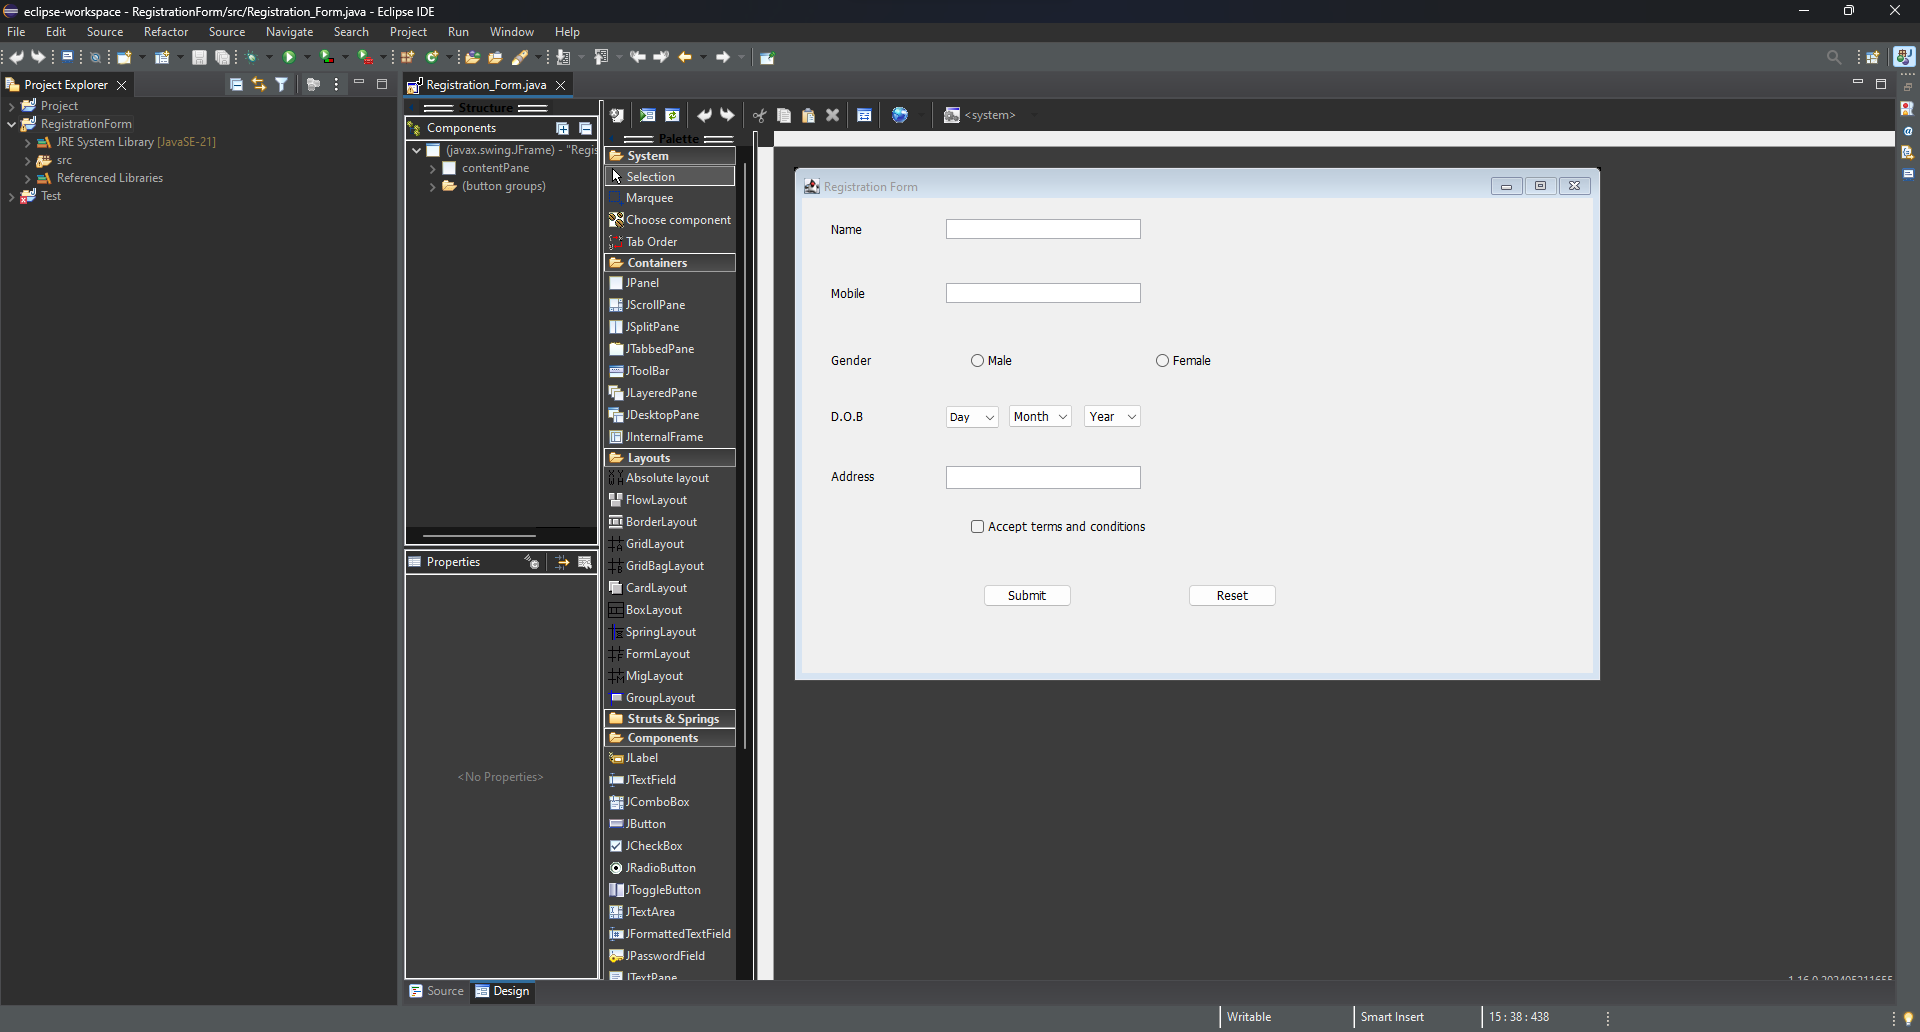 eclipse-workspace - RegistrationForm/src/Registration_Form.java - Eclipse IDE
File Edit Source Refactor Source Navigate Search Project Run Window Help
Project Explorer
Project
RegistrationForm
JRE System Library [JavaSE-21]
src
Referenced Libraries
Test
Registration_Form.java
Structure
Components
(javax.swing.JFrame) - "Regis
contentPane
(button groups)
Properties
<No Properties>
<system>
Palette
System
Selection
Marquee
Choose component
Tab Order
Containers
JPanel
JScrollPane
JSplitPane
JTabbedPane
JToolBar
JLayeredPane
JDesktopPane
JInternalFrame
Layouts
Absolute layout
FlowLayout
BorderLayout
GridLayout
GridBagLayout
CardLayout
BoxLayout
SpringLayout
FormLayout
MigLayout
GroupLayout
Struts & Springs
Components
JLabel
JTextField
JComboBox
JButton
JCheckBox
JRadioButton
JToggleButton
JTextArea
JFormattedTextField
JPasswordField
JTextPane
Registration Form
Name
Mobile
Gender Male Female
D.O.B Day Month Year
Address
Accept terms and conditions
Submit Reset
Source Design
Writable Smart Insert 15 : 38 : 438